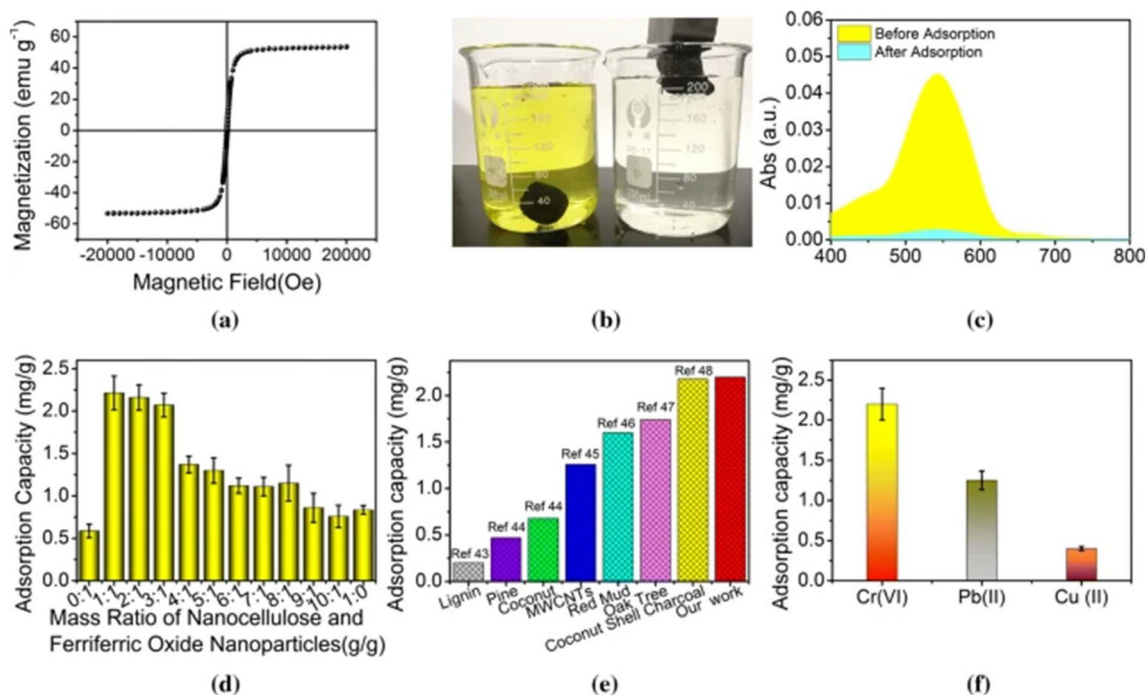 60
40
20
0
-20
-40
-60
Magnetization (emu g⁻¹)
-20000 -10000 0 10000 20000
Magnetic Field(Oe)
(a)
200
160
120
80
40
200
160
120
80
40
(b)
0.06
0.05
0.04
0.03
0.02
0.01
0.00
Abs (a.u.)
Before Adsorption
After Adsorption
400 500 600 700 800
(c)
2.5
2.0
1.5
1.0
0.5
0.0
Adsorption Capacity (mg/g)
0:1 1:1 2:1 3:1 4:1 5:1 6:1 7:1 8:1 9:1 10:1 1:0
Mass Ratio of Nanocellulose and
Ferriferric Oxide Nanoparticles(g/g)
(d)
2.0
1.5
1.0
0.5
0.0
Adsorption capacity (mg/g)
Ref 43
Ref 44
Ref 44
Ref 45
Ref 46
Ref 47
Ref 48
Lignin
Pine
Coconut
MWCNTs
Red Mud
Oak Tree
Coconut Shell Charcoal
Our work
(e)
2.5
2.0
1.5
1.0
0.5
0.0
Adsorption capacity (mg/g)
Cr(VI) Pb(II) Cu (II)
(f)